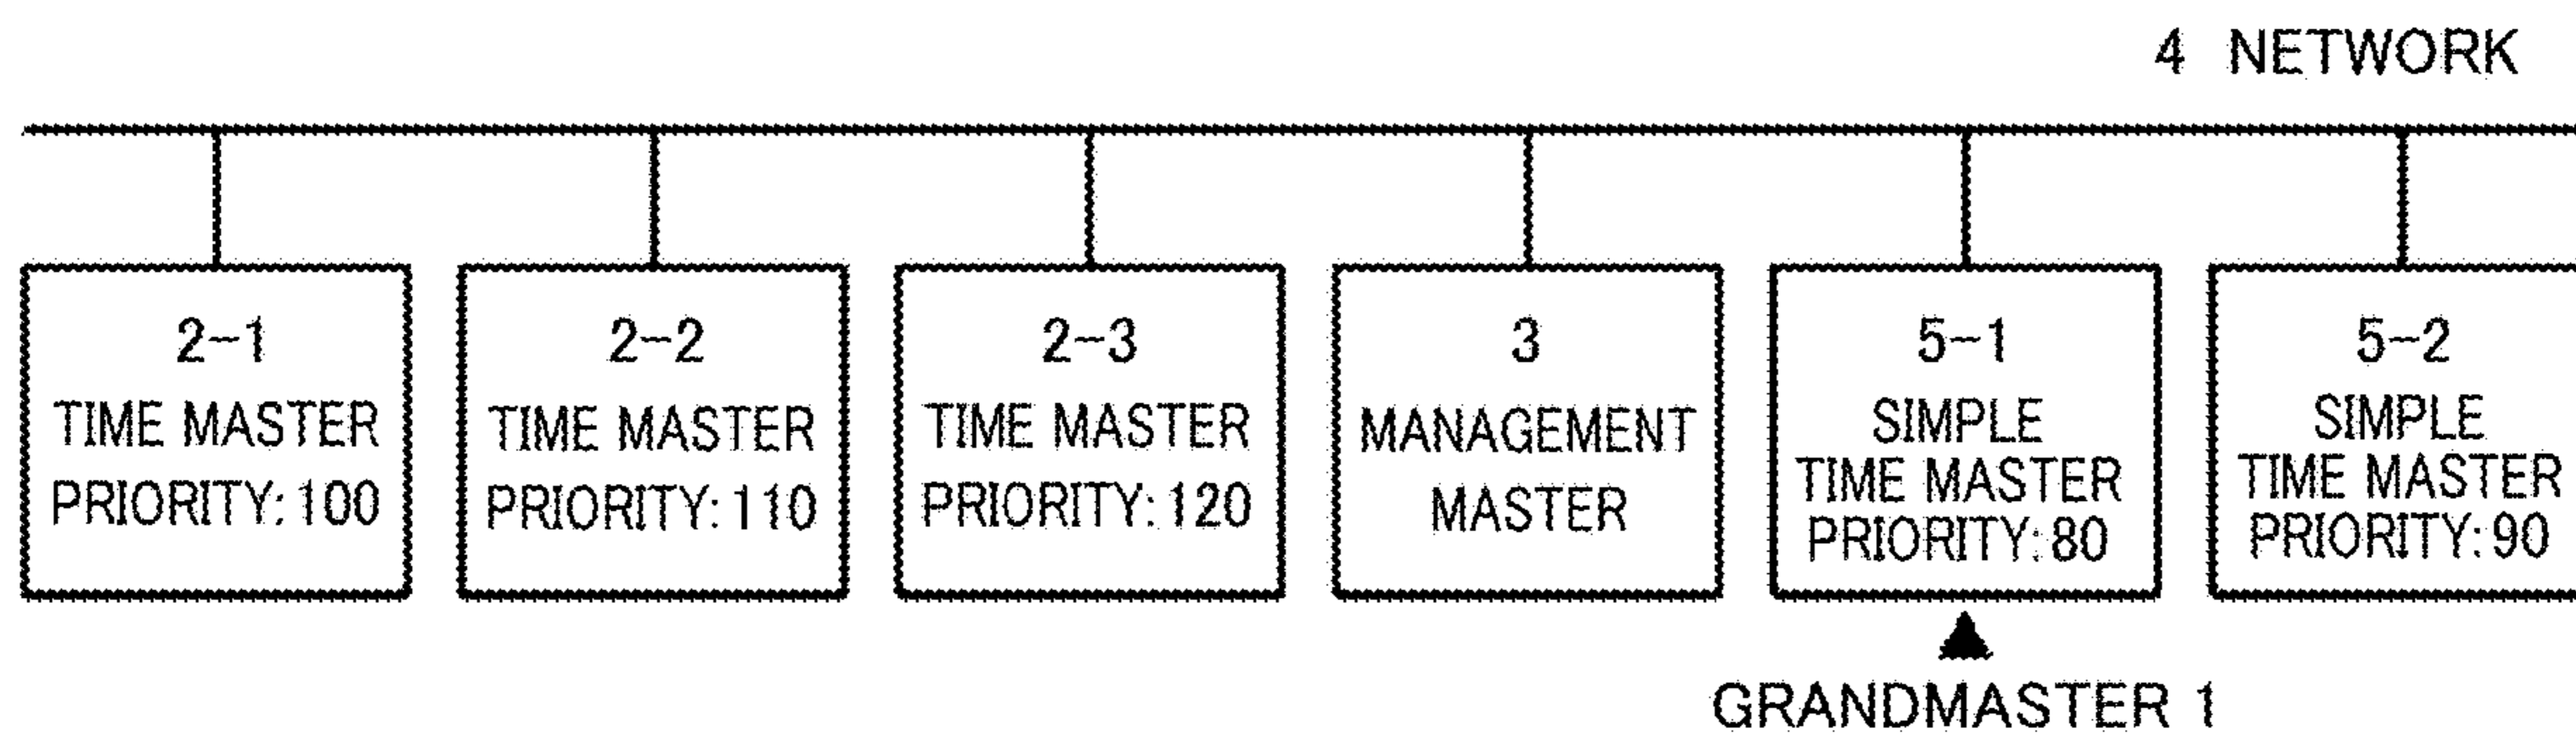 4 NETWORK
2-1
TIME MASTER
PRIORITY:100
2-2
TIME MASTER
PRIORITY:110
2-3
TIME MASTER
PRIORITY:120
3
MANAGEMENT
MASTER
5-1
SIMPLE
TIME MASTER
PRIORITY:80
5-2
SIMPLE
TIME MASTER
PRIORITY:90
GRANDMASTER 1